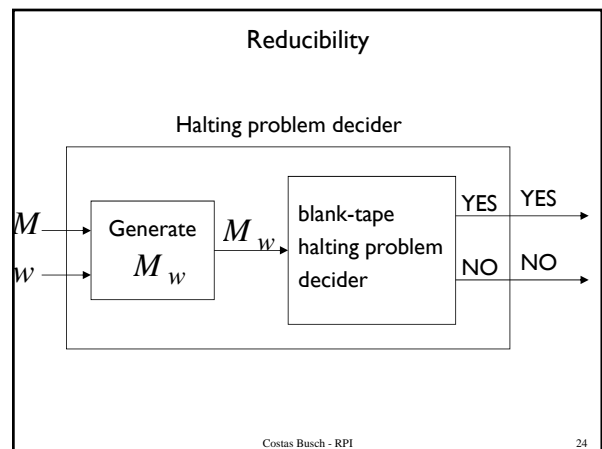 Reducibility
Halting problem decider
M
w
Generate
M w
M w
blank-tape
halting problem
decider
YES YES
NO NO
Costas Busch - RPI 24